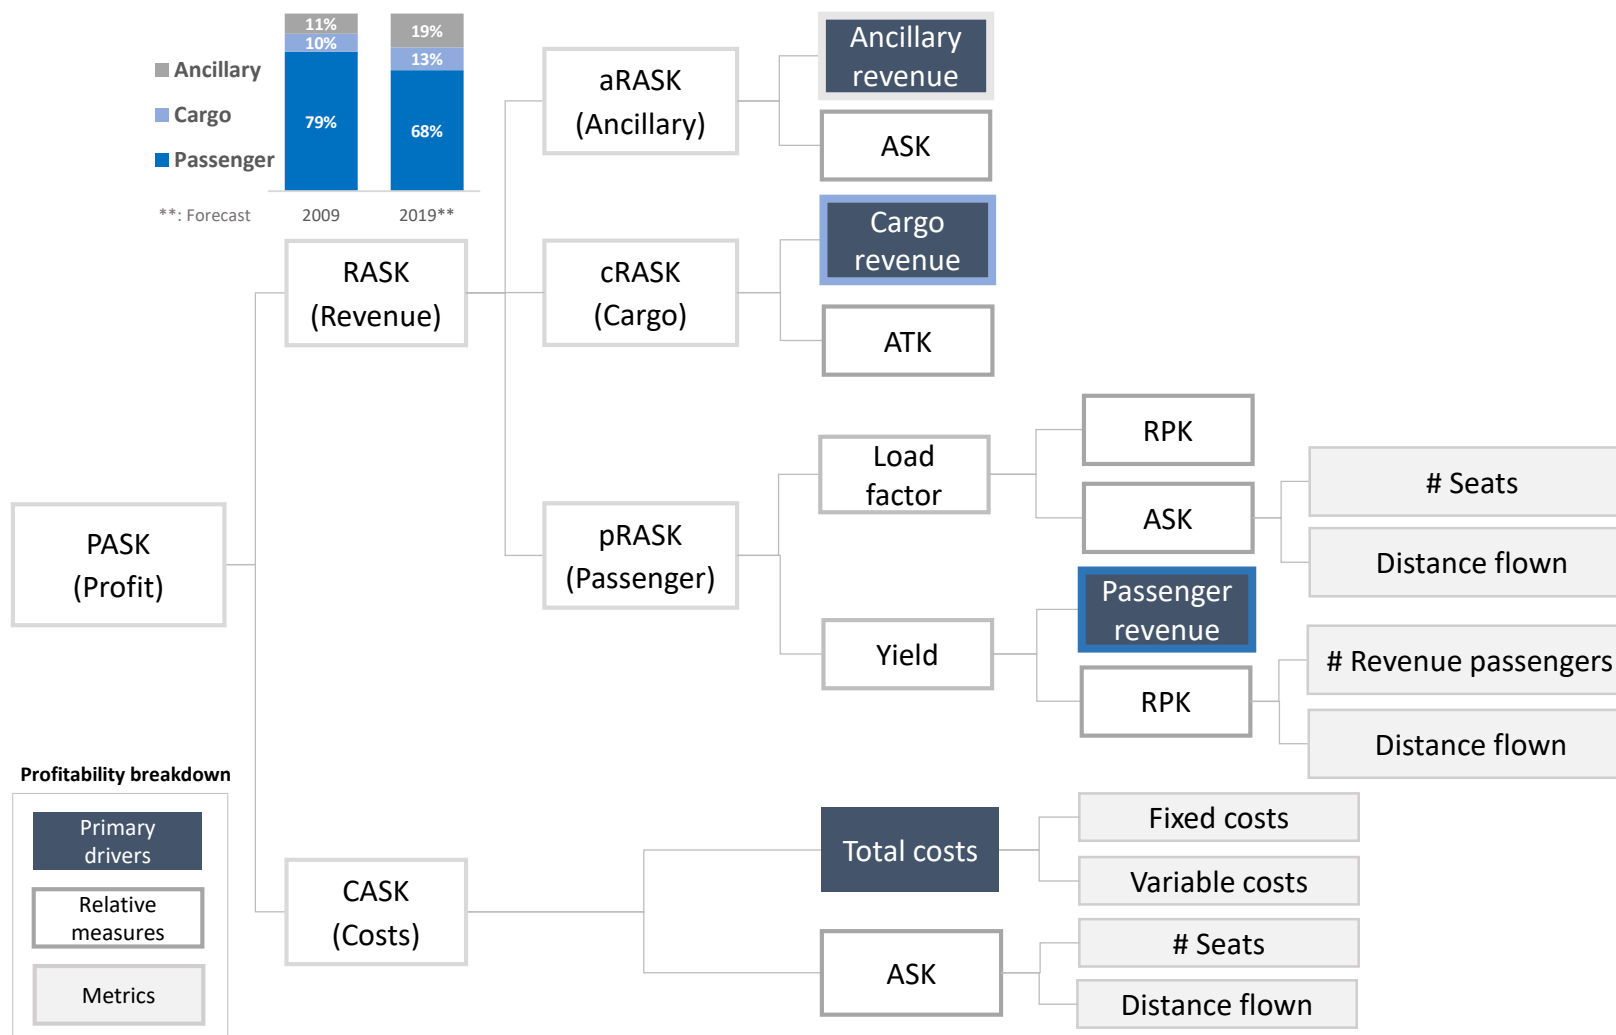 11%
10%
79%
19%
13%
68%
Ancillary
Cargo
Passenger
**: Forecast
2009
2019**
PASK
(Profit)
RASK
(Revenue)
aRASK
(Ancillary)
Ancillary
revenue
ASK
cRASK
(Cargo)
Cargo
revenue
ATK
pRASK
(Passenger)
Load
factor
RPK
ASK
# Seats
Distance flown
Yield
Passenger
revenue
RPK
# Revenue passengers
Distance flown
CASK
(Costs)
Total costs
Fixed costs
Variable costs
ASK
# Seats
Distance flown
Profitability breakdown
Primary
drivers
Relative
measures
Metrics